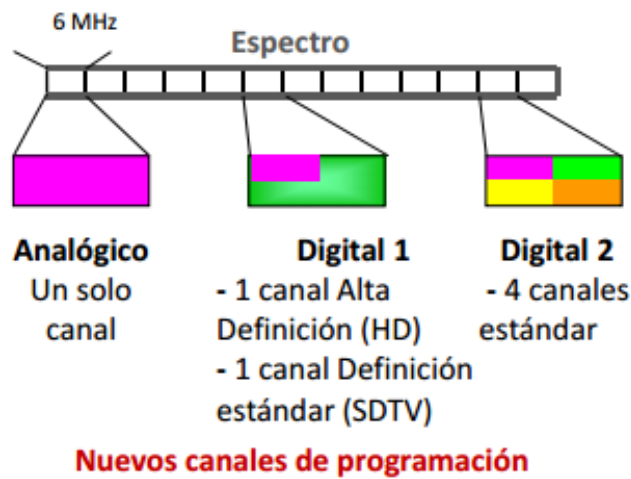 6 MHz
Espectro
Analógico
Un solo
canal
Digital 1
- 1 canal Alta
Definición (HD)
- 1 canal Definición
estándar (SDTV)
Digital 2
- 4 canales
estándar
Nuevos canales de programación